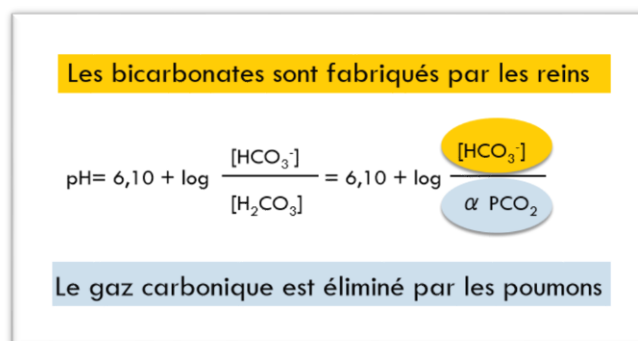 Les bicarbonates sont fabriqués par les reins
pH= 6,10 + log [HCO₃⁻] / [H₂CO₃] = 6,10 + log [HCO₃⁻] / α PCO₂
Le gaz carbonique est éliminé par les poumons